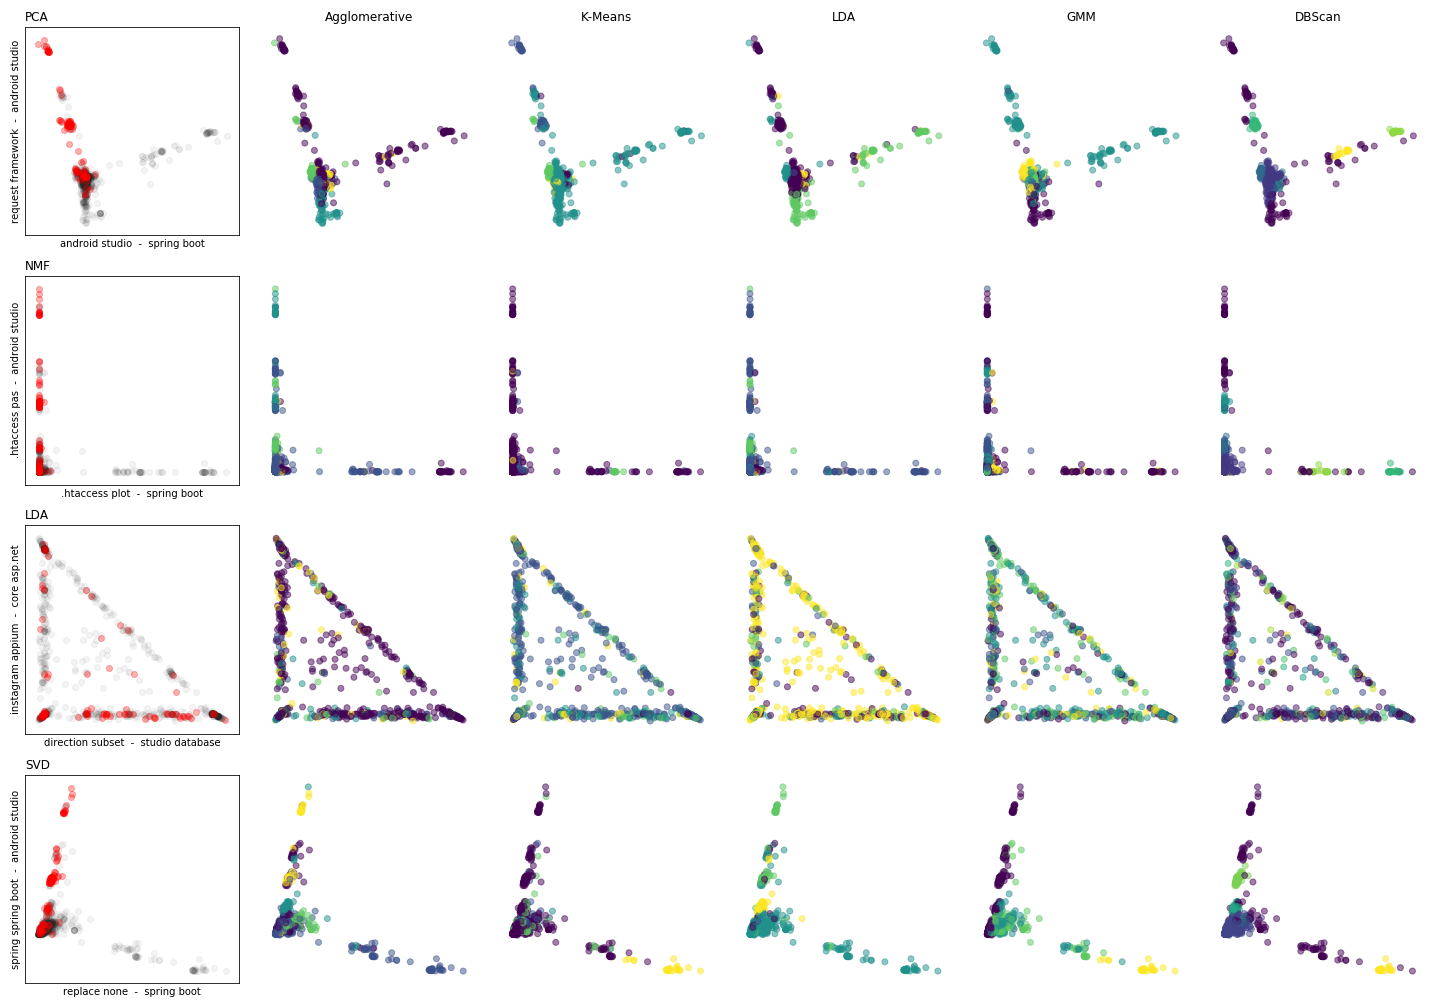 PCA
Agglomerative
K-Means
LDA
GMM
DBScan
request framework - android studio
android studio - spring boot
NMF
.htaccess pas - android studio
.htaccess plot - spring boot
LDA
instagram appium - core asp.net
direction subset - studio database
SVD
spring spring boot - android studio
replace none - spring boot